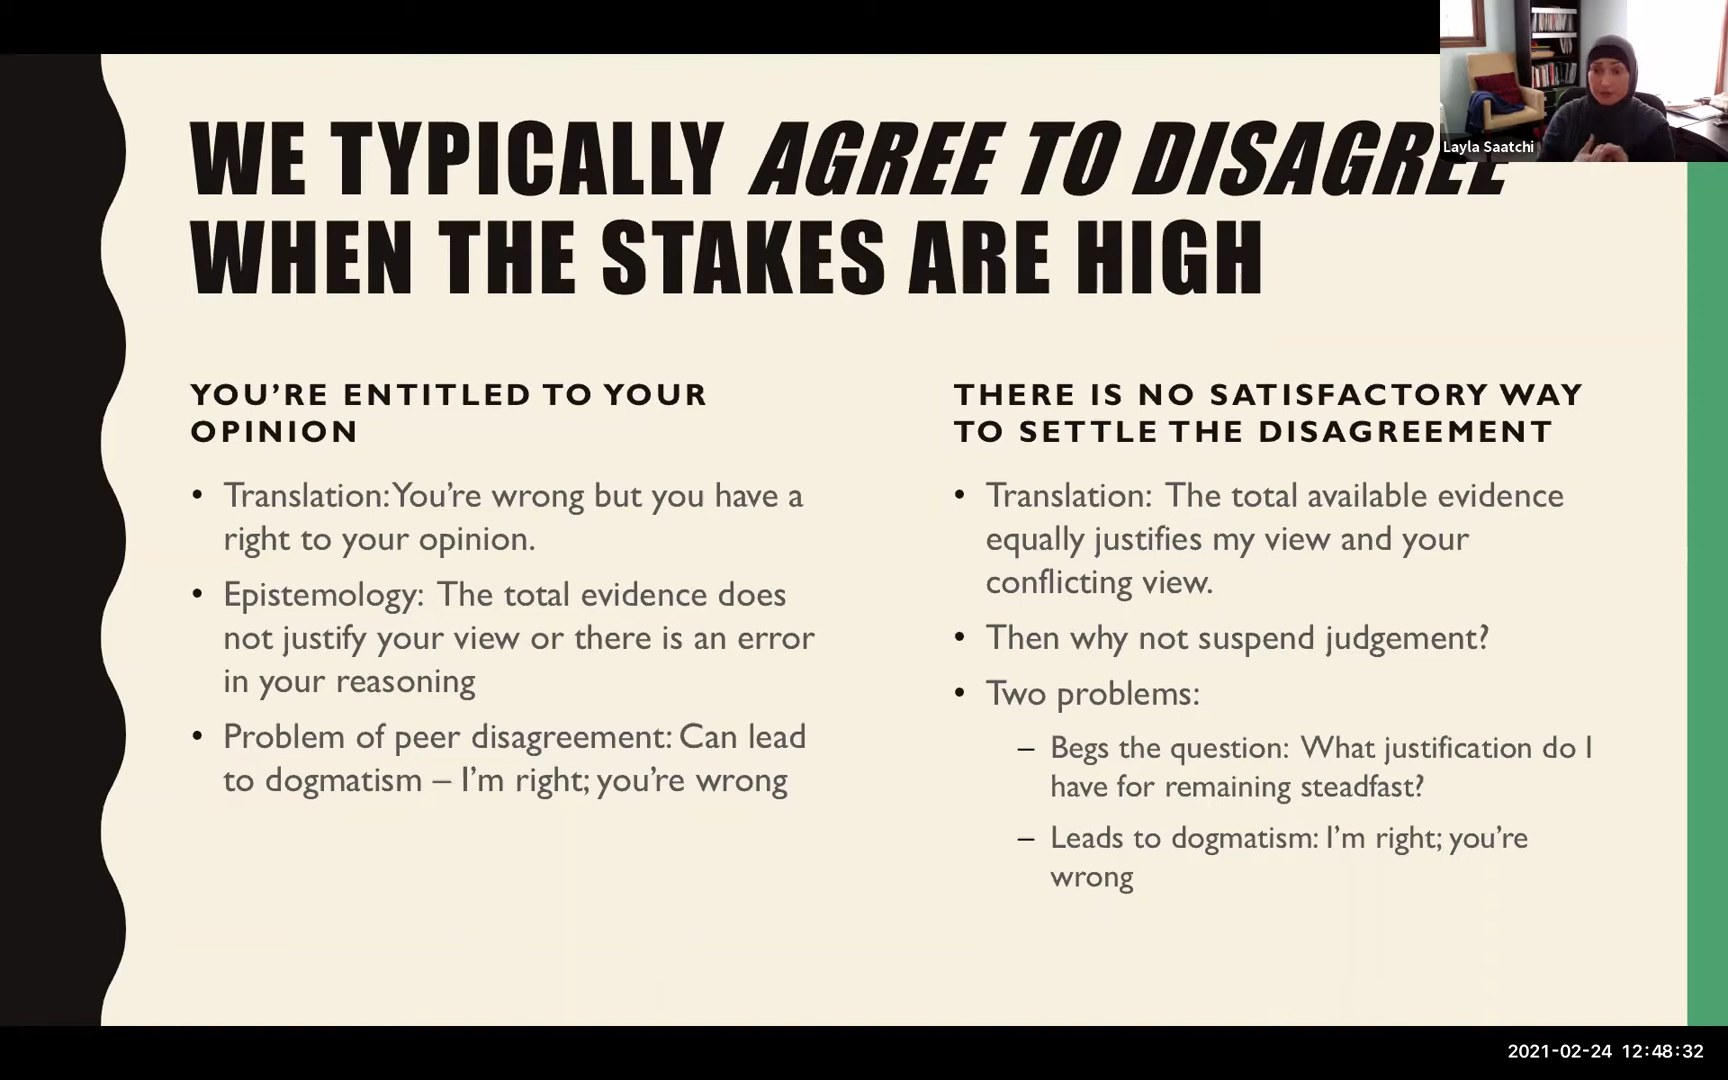 WE TYPICALLY AGREE TO DISAGREE
WHEN THE STAKES ARE HIGH
Layla Saatchi
YOU'RE ENTITLED TO YOUR
OPINION
• Translation: You're wrong but you have a
right to your opinion.
• Epistemology: The total evidence does
not justify your view or there is an error
in your reasoning
• Problem of peer disagreement: Can lead
to dogmatism – I'm right; you're wrong
THERE IS NO SATISFACTORY WAY
TO SETTLE THE DISAGREEMENT
• Translation: The total available evidence
equally justifies my view and your
conflicting view.
• Then why not suspend judgement?
• Two problems:
– Begs the question: What justification do I
have for remaining steadfast?
– Leads to dogmatism: I'm right; you're
wrong
2021-02-24 12:48:32